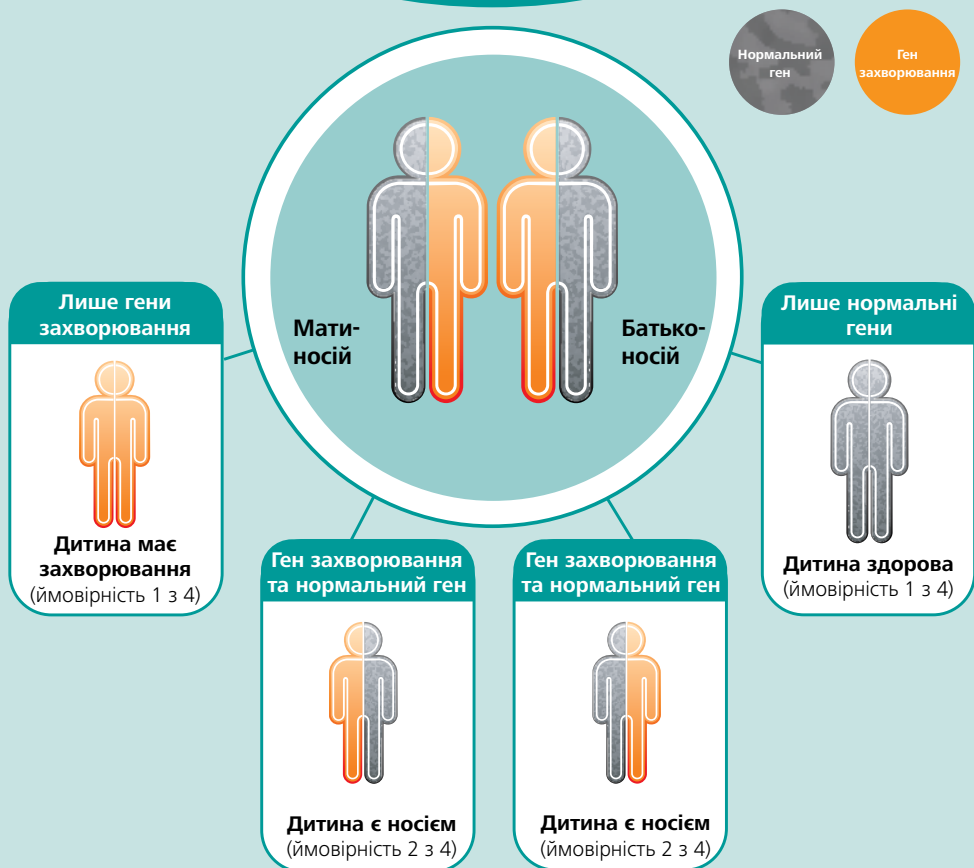 Нормальний
ген
Ген
захворювання
Мати-
носій
Батько-
носій
Лише гени
захворювання
Дитина має
захворювання
(ймовірність 1 з 4)
Ген захворювання
та нормальний ген
Дитина є носієм
(ймовірність 2 з 4)
Ген захворювання
та нормальний ген
Дитина є носієм
(ймовірність 2 з 4)
Лише нормальні
гени
Дитина здорова
(ймовірність 1 з 4)